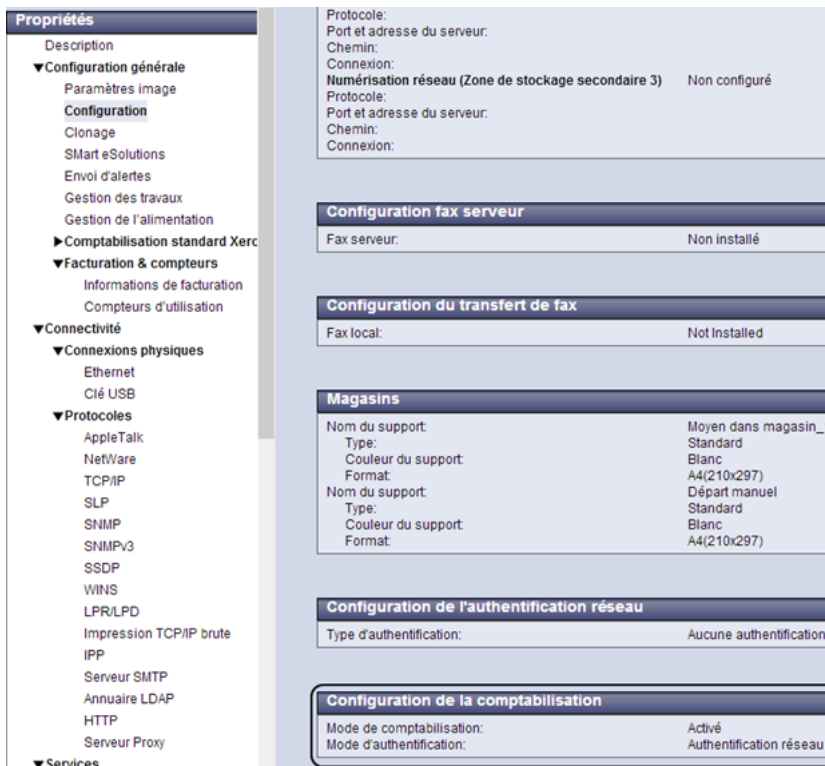 Propriétés
Description
▼Configuration générale
Paramètres image
Configuration
Clonage
SMart eSolutions
Envoi d'alertes
Gestion des travaux
Gestion de l'alimentation
▶Comptabilisation standard Xerc
▼Facturation & compteurs
Informations de facturation
Compteurs d'utilisation
▼Connectivité
▼Connexions physiques
Ethernet
Clé USB
▼Protocoles
AppleTalk
NetWare
TCP/IP
SLP
SNMP
SNMPv3
SSDP
WINS
LPR/LPD
Impression TCP/IP brute
IPP
Serveur SMTP
Annuaire LDAP
HTTP
Serveur Proxy
▼Services
Protocole:
Port et adresse du serveur:
Chemin:
Connexion:
Numérisation réseau (Zone de stockage secondaire 3) Non configuré
Protocole:
Port et adresse du serveur:
Chemin:
Connexion:
Configuration fax serveur
Fax serveur: Non installé
Configuration du transfert de fax
Fax local: Not Installed
Magasins
Nom du support: Moyen dans magasin_
Type: Standard
Couleur du support: Blanc
Format: A4(210x297)
Nom du support: Départ manuel
Type: Standard
Couleur du support: Blanc
Format: A4(210x297)
Configuration de l'authentification réseau
Type d'authentification: Aucune authentification
Configuration de la comptabilisation
Mode de comptabilisation: Activé
Mode d'authentification: Authentification réseau